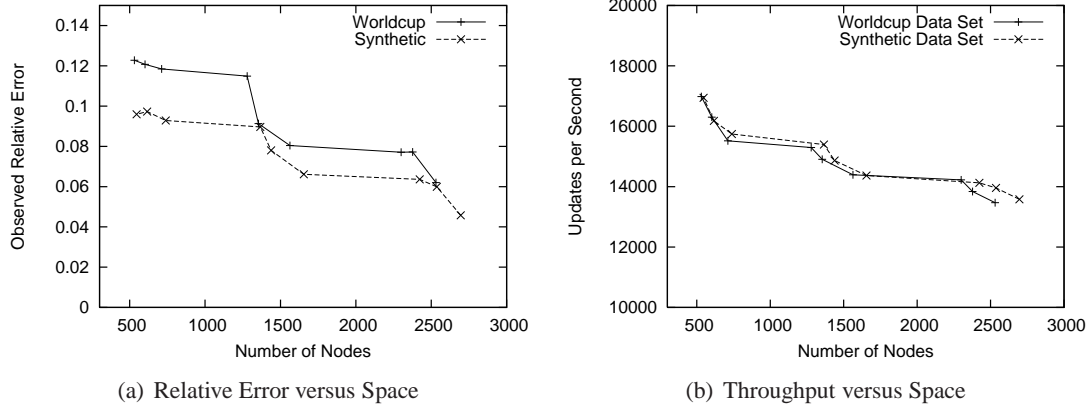 0.14
0.12
0.1
0.08
0.06
0.04
0.02
0
500 1000 1500 2000 2500 3000
Observed Relative Error
Number of Nodes
Worldcup
Synthetic
(a) Relative Error versus Space
18000
16000
14000
12000
10000
500 1000 1500 2000 2500 3000
Updates per Second
Number of Nodes
Worldcup Data Set
Synthetic Data Set
(b) Throughput versus Space